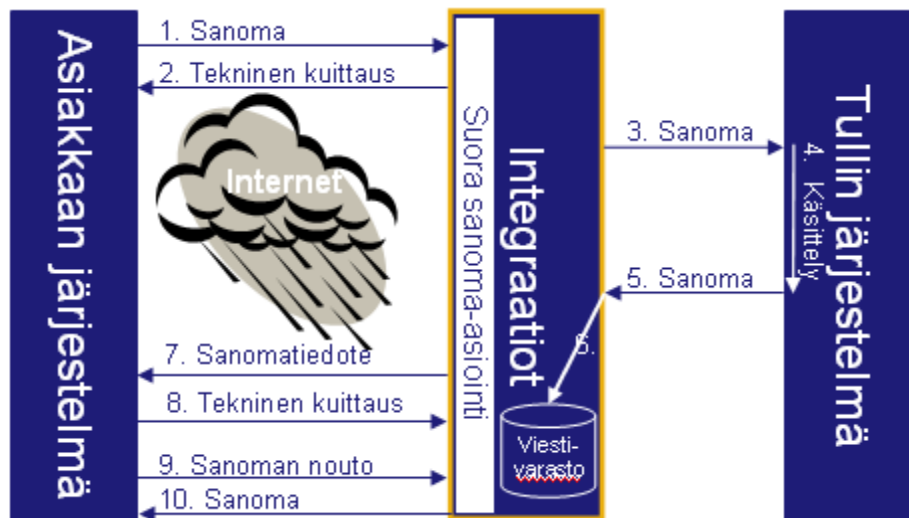 Asiakkaan järjestelmä
1. Sanoma
2. Tekninen kuittaus
Internet
7. Sanomatiedote
8. Tekninen kuittaus
9. Sanoman nouto
10. Sanoma
Suora sanoma-asiointi
Integraatiot
3. Sanoma
4. Käsittely
5. Sanoma
6.
Viesti-
varasto
Tullin järjestelmä